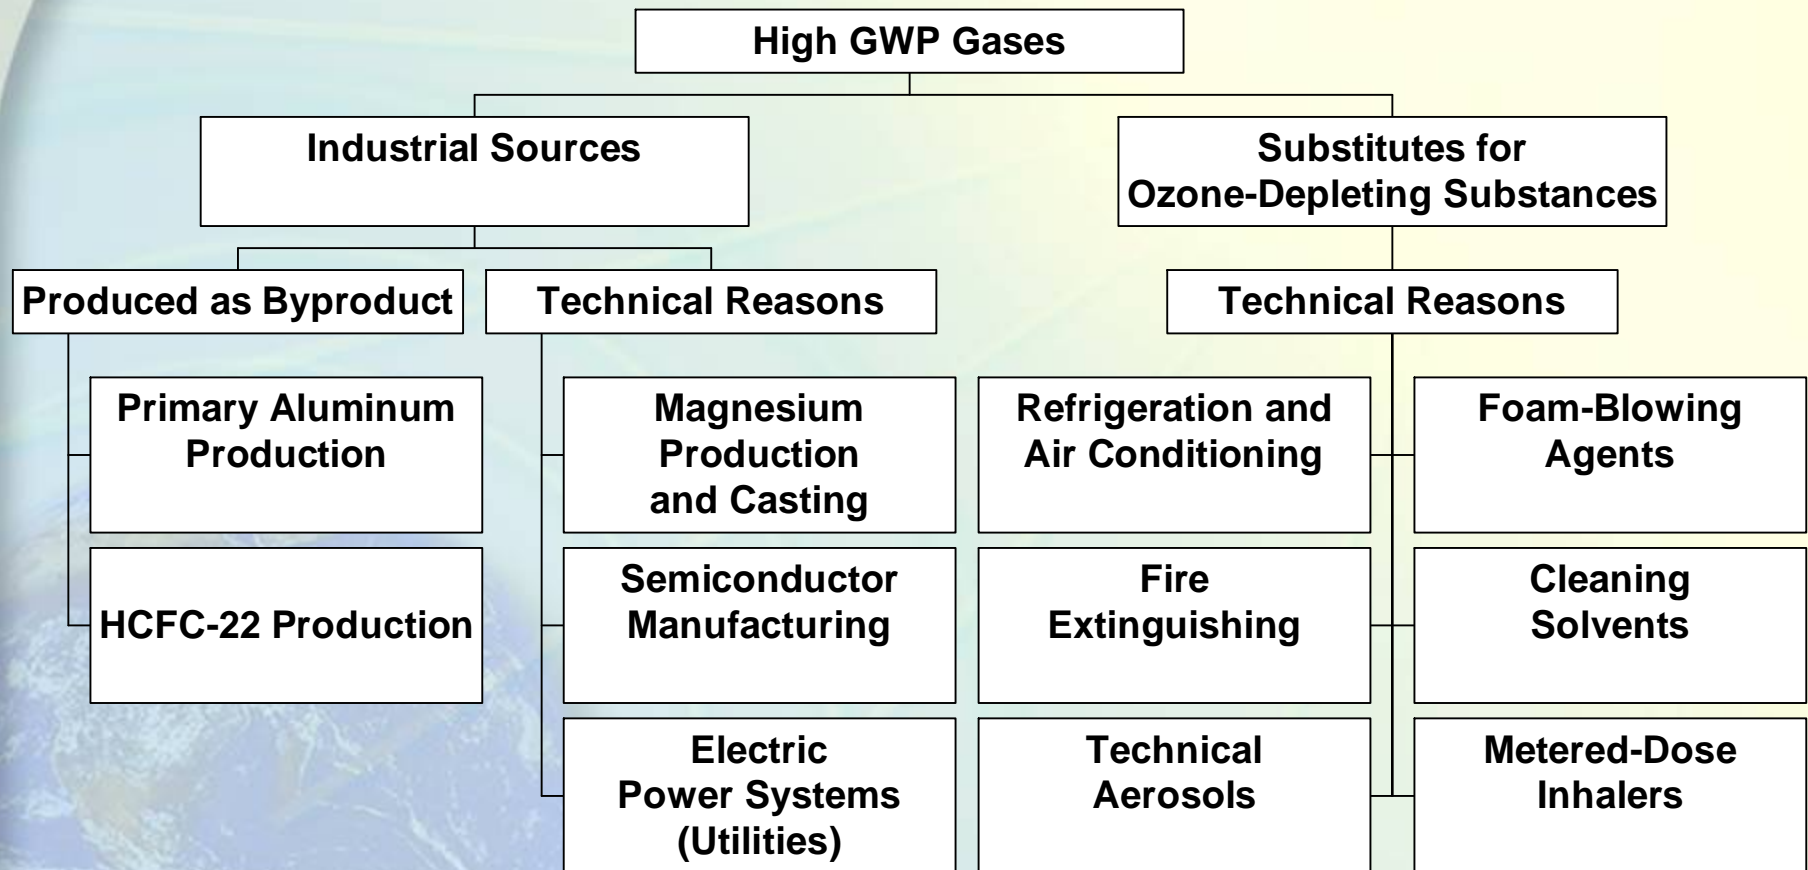 High GWP Gases
Industrial Sources
Substitutes for
Ozone-Depleting Substances
Produced as Byproduct
Technical Reasons
Technical Reasons
Primary Aluminum
Production
Magnesium
Production
and Casting
Refrigeration and
Air Conditioning
Foam-Blowing
Agents
HCFC-22 Production
Semiconductor
Manufacturing
Fire
Extinguishing
Cleaning
Solvents
Electric
Power Systems
(Utilities)
Technical
Aerosols
Metered-Dose
Inhalers